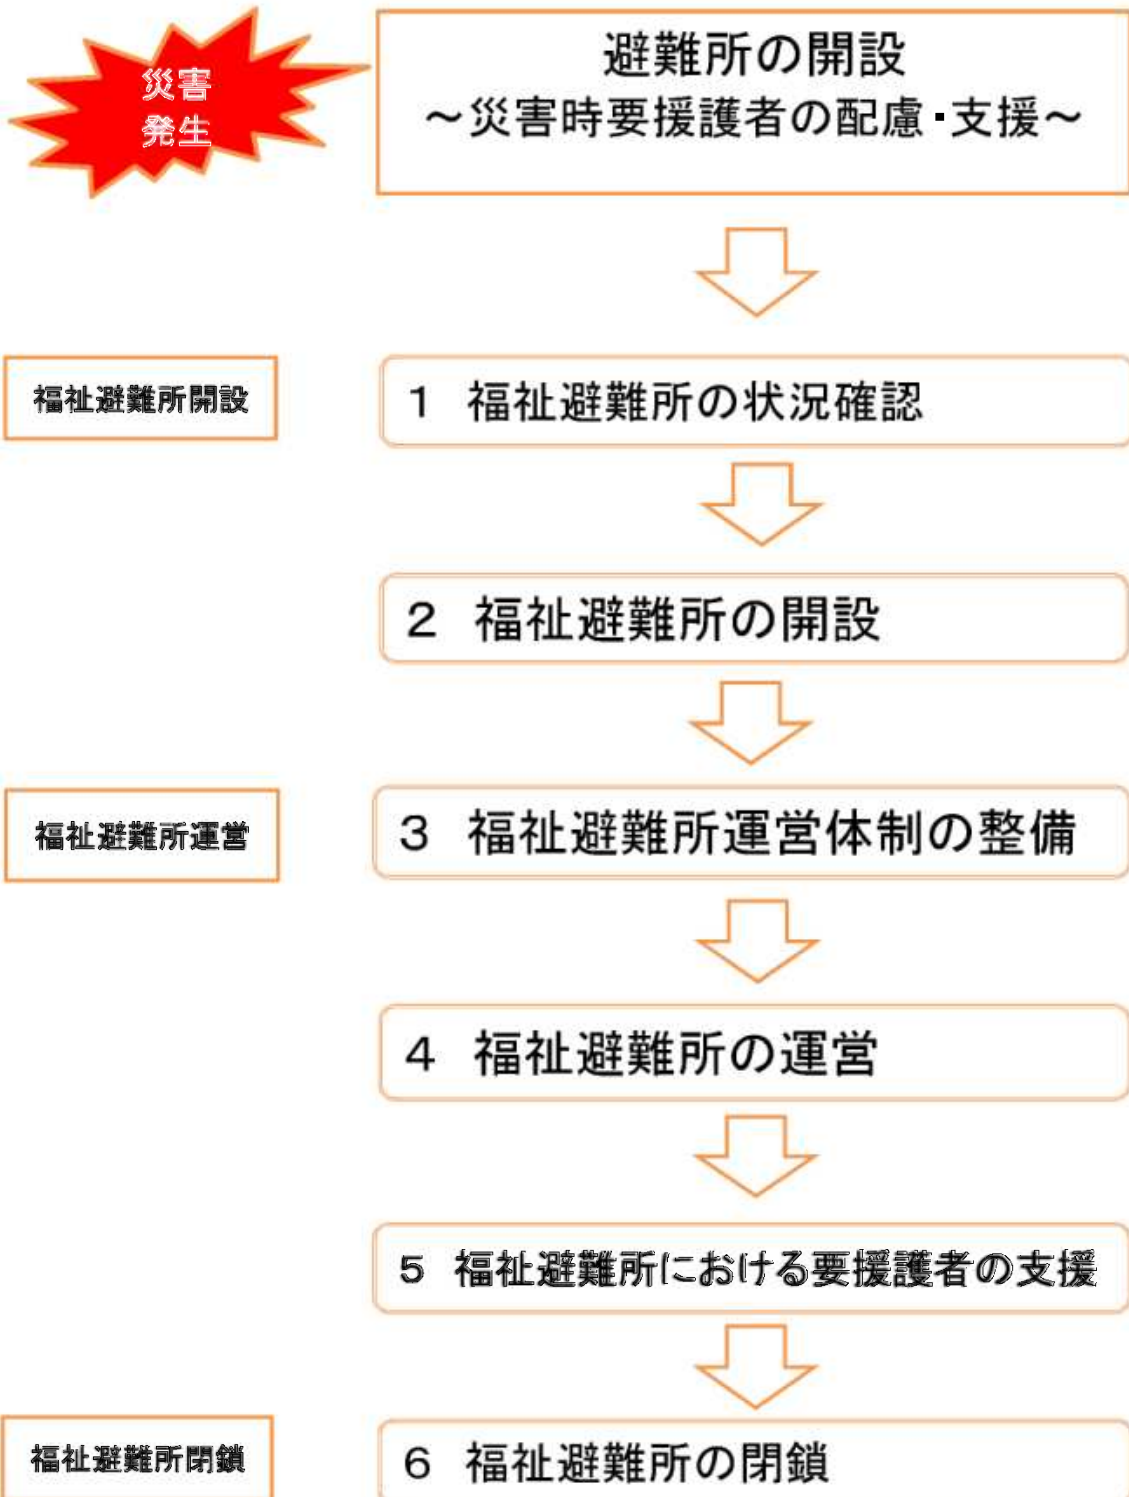 災害
発生
避難所の開設
～災害時要援護者の配慮・支援～
福祉避難所開設
１　福祉避難所の状況確認
２　福祉避難所の開設
福祉避難所運営
３　福祉避難所運営体制の整備
４　福祉避難所の運営
５　福祉避難所における要援護者の支援
福祉避難所閉鎖
６　福祉避難所の閉鎖